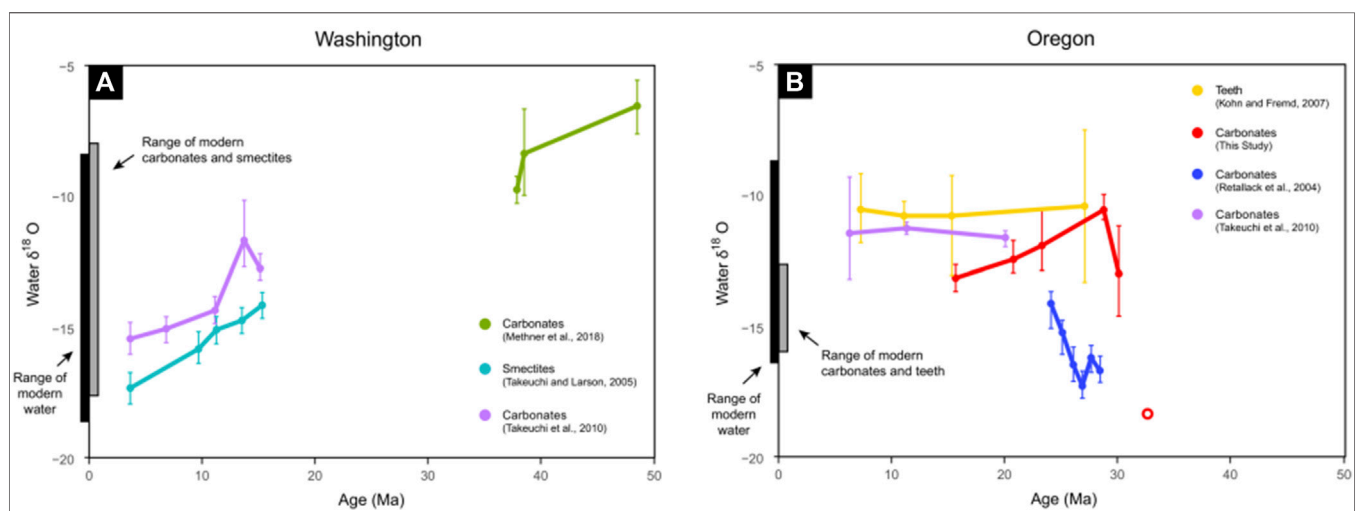 Washington
A
−5
−10
−15
−20
Water δ18 O
0
10
20
30
40
50
Age (Ma)
Range of modern
carbonates and smectites
Range of
modern
water
Carbonates
(Methner et al., 2018)
Smectites
(Takeuchi and Larson, 2005)
Carbonates
(Takeuchi et al., 2010)
Oregon
B
−5
−10
−15
−20
Water δ18 O
0
10
20
30
40
50
Age (Ma)
Teeth
(Kohn and Fremd, 2007)
Carbonates
(This Study)
Carbonates
(Retallack et al., 2004)
Carbonates
(Takeuchi et al., 2010)
Range of modern
carbonates and teeth
Range of
modern
water